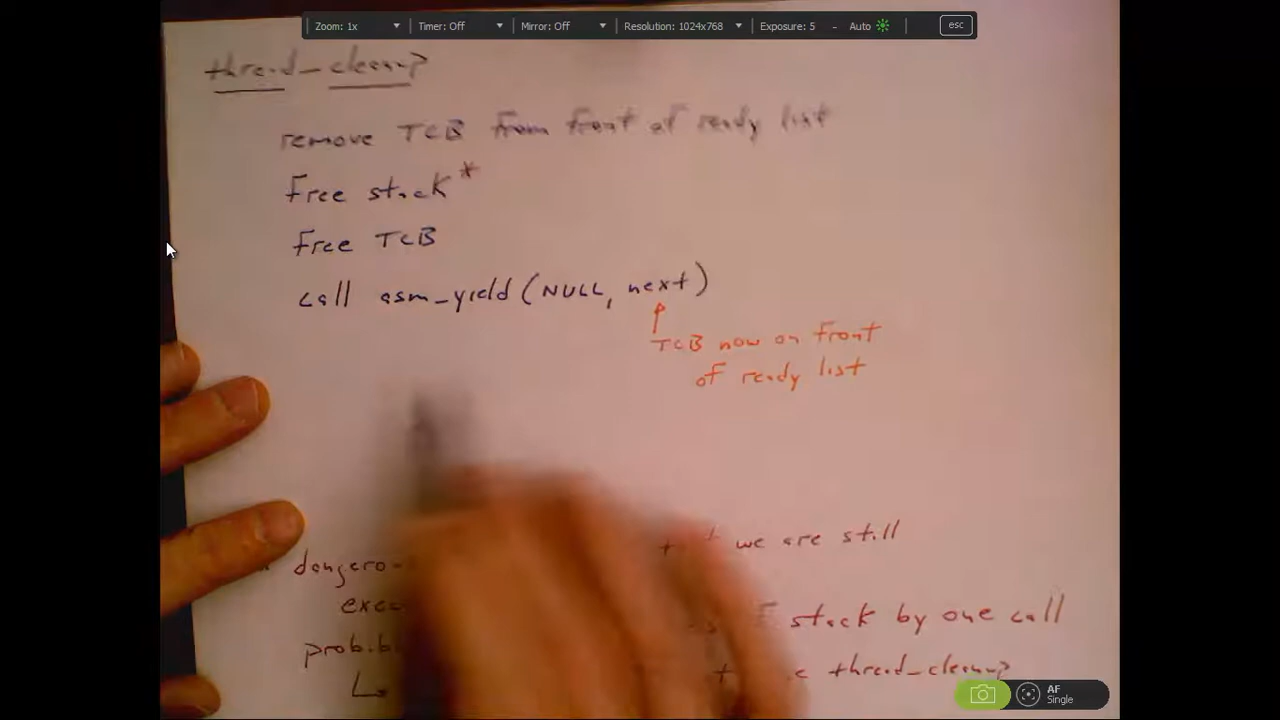 Zoom: 1x Timer: Off Mirror: Off Resolution: 1024x768 Exposure: 5 - Auto esc
thread_cleanup
remove TCB from front of ready list
Free stack*
Free TCB
call asm_yield(NULL, next)
TCB now on front
of ready list
we are still
stack by one call
thread_cleanup
AF
Single